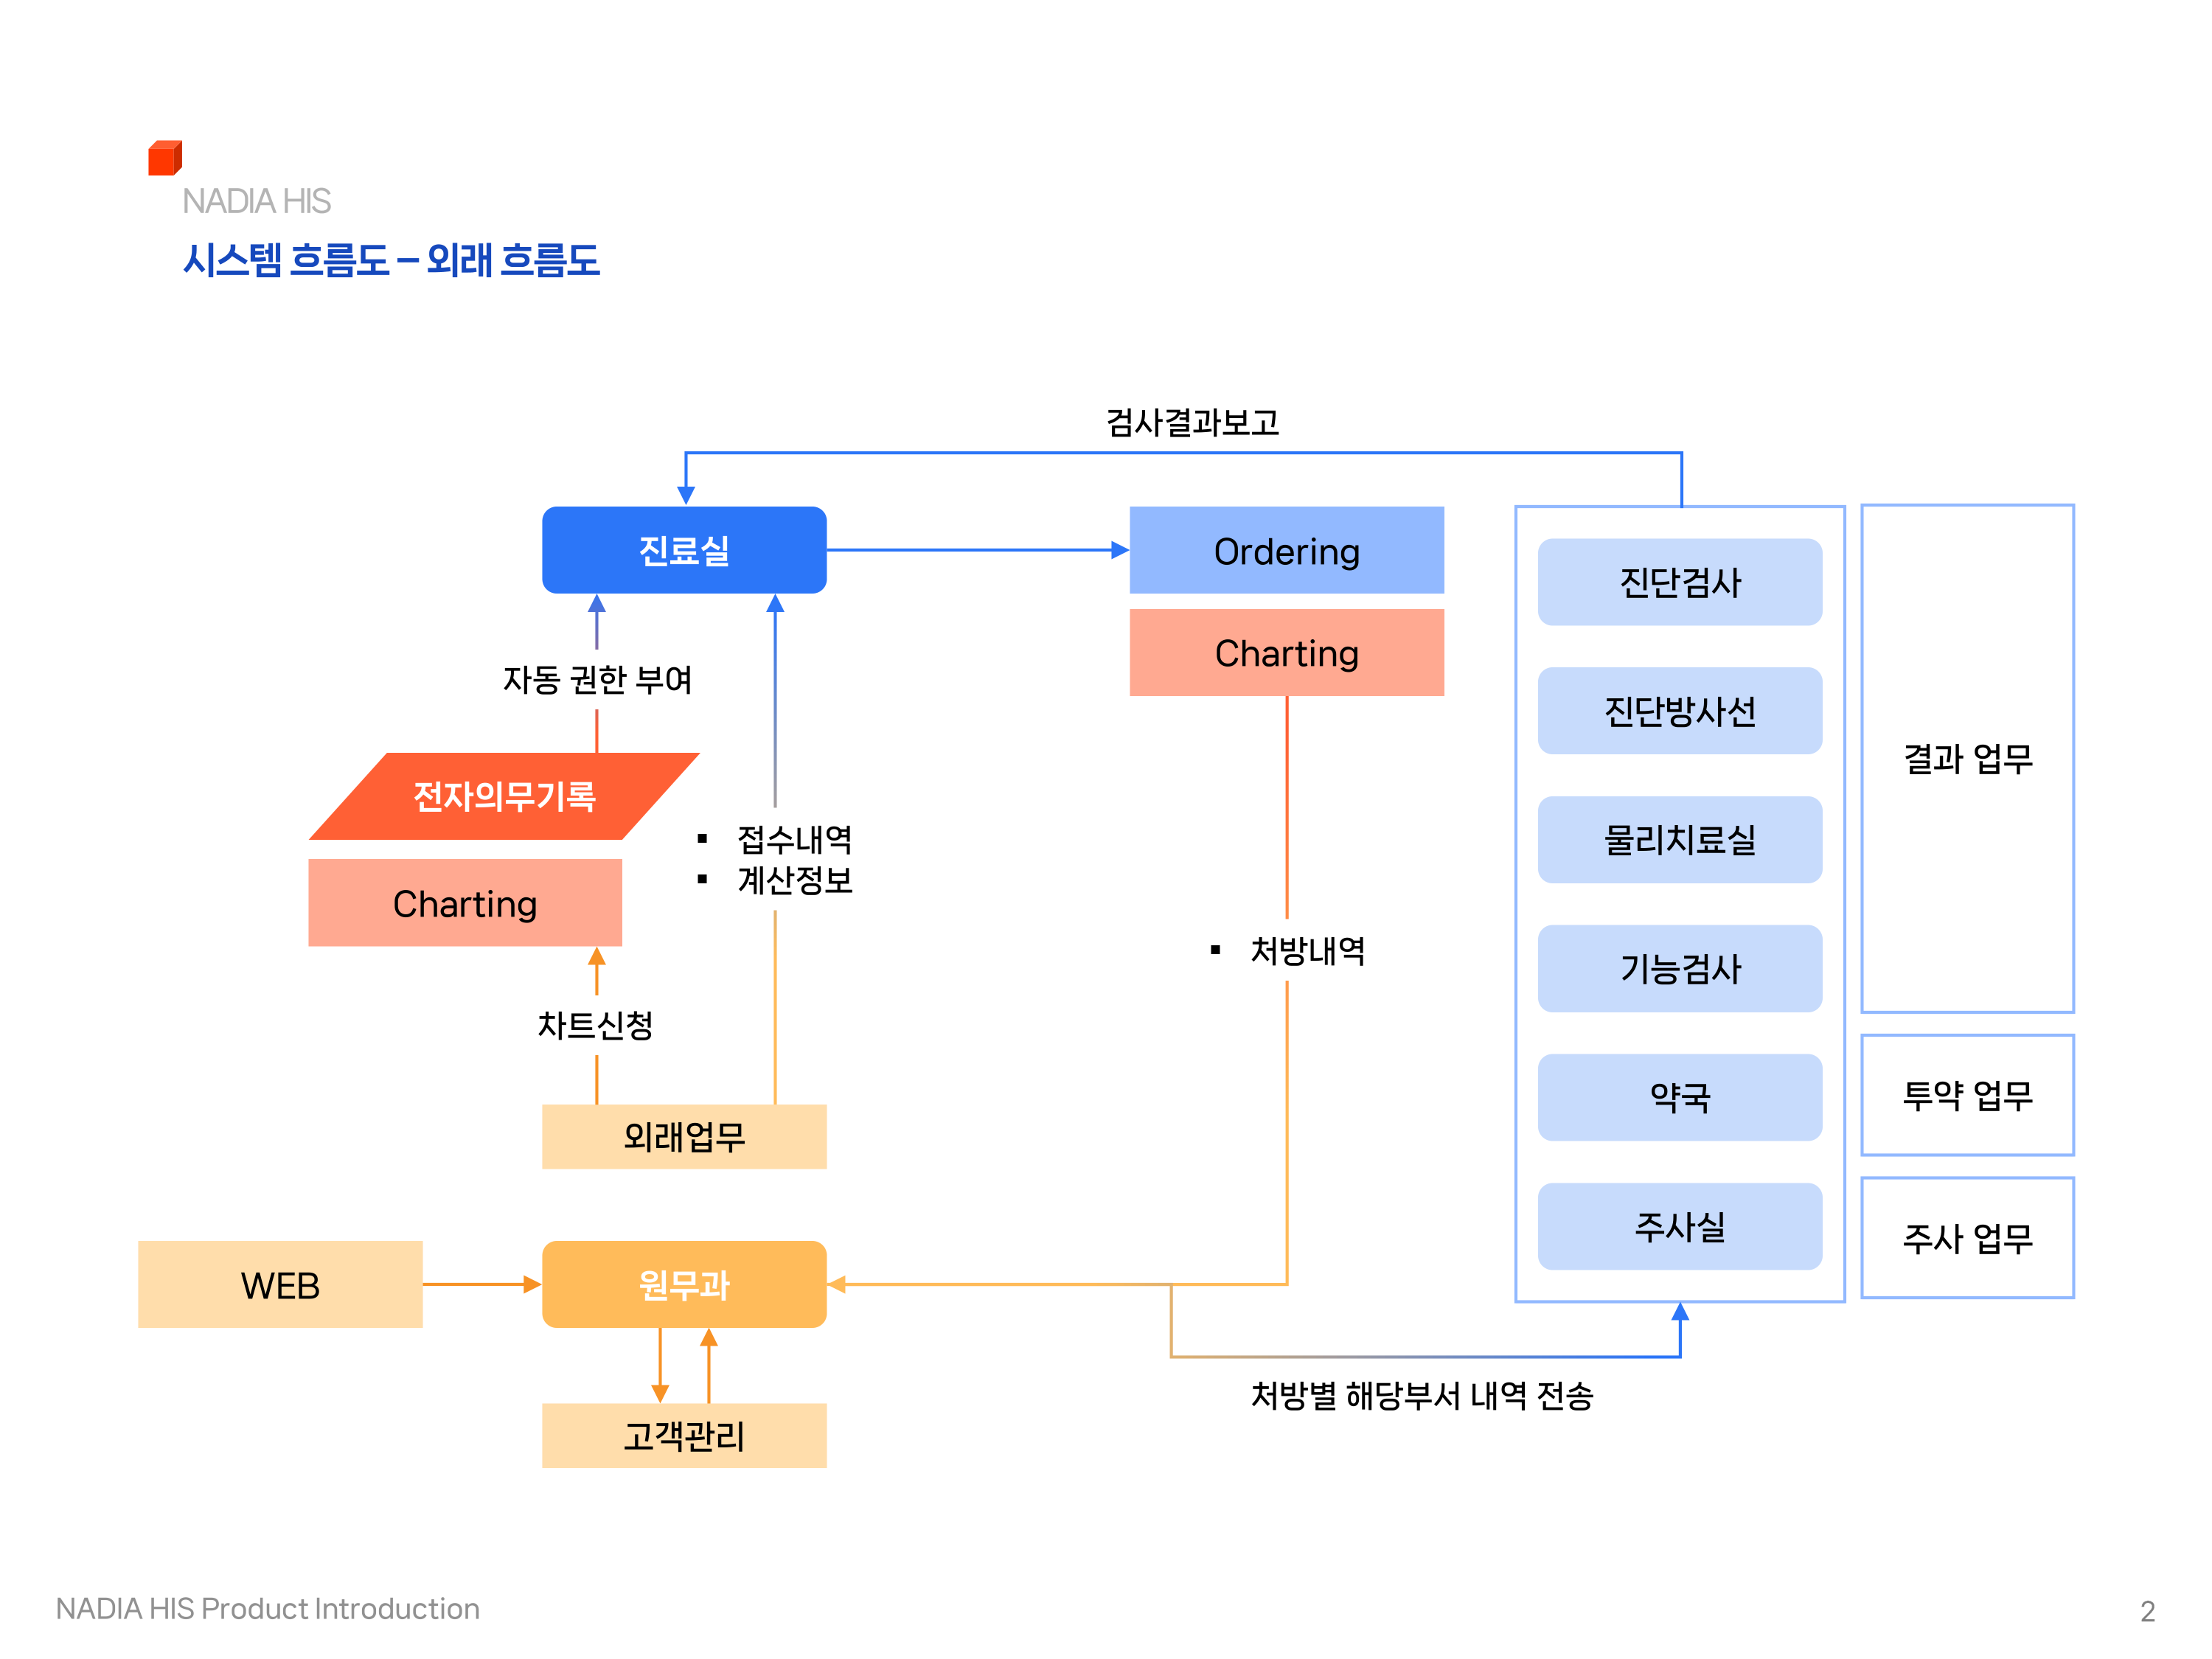 NADIA HIS
시스템 흐름도 – 외래 흐름도
검사결과보고
진료실
Ordering
Charting
자동 권한 부여
전자의무기록
Charting
▪ 접수내역
▪ 계산정보
▪ 처방내역
차트신청
외래업무
WEB
원무과
고객관리
처방별 해당부서 내역 전송
진단검사
진단방사선
물리치료실
기능검사
약국
주사실
결과 업무
투약 업무
주사 업무
NADIA HIS Product Introduction
2